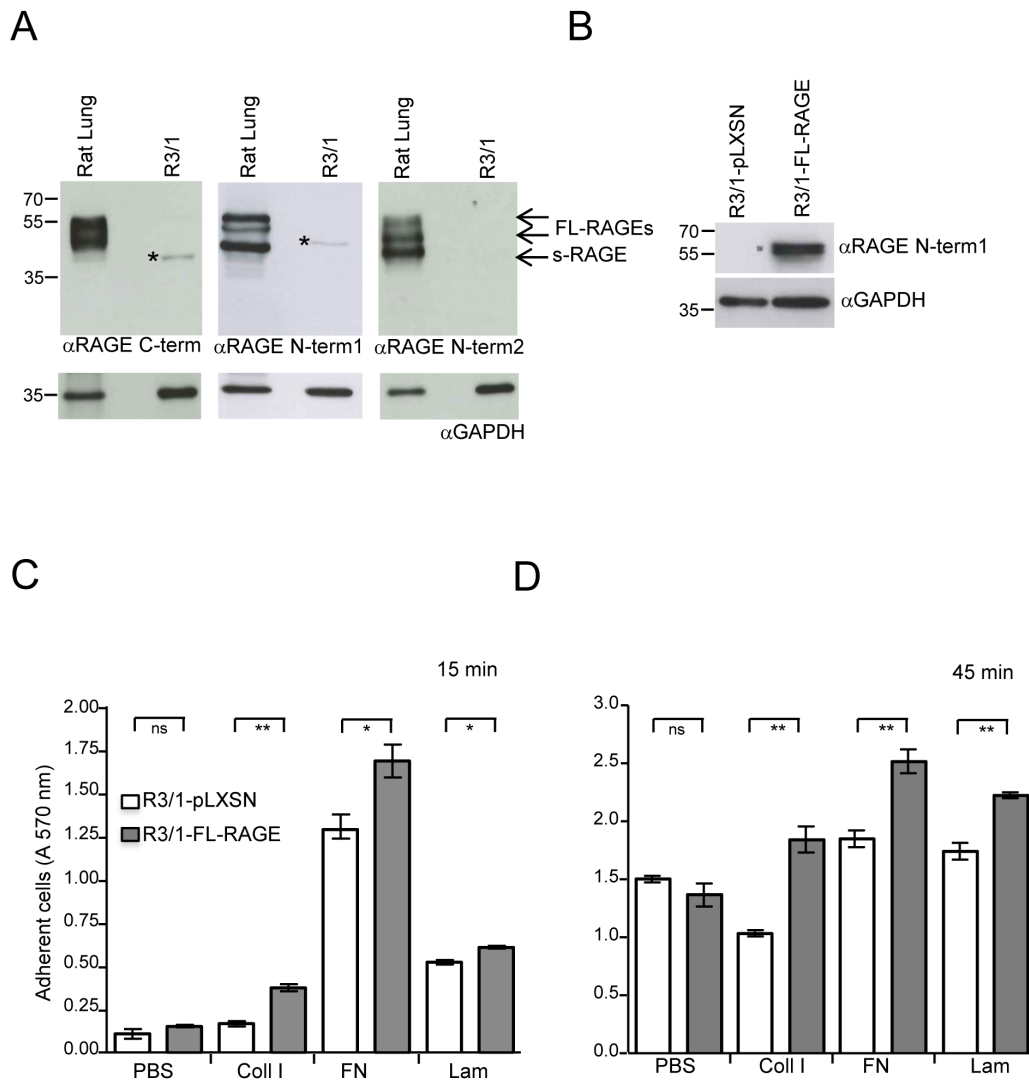 A
B
Rat Lung
R3/1
Rat Lung
R3/1
Rat Lung
R3/1
R3/1-pLXSN
R3/1-FL-RAGE
70
55
35
*
*
FL-RAGEs
s-RAGE
αRAGE C-term
αRAGE N-term1
αRAGE N-term2
35
αGAPDH
70
55
αRAGE N-term1
35
αGAPDH
C
D
15 min
2.00
1.75
1.50
1.25
1.00
0.75
0.50
0.25
0.00
Adherent cells (A 570 nm)
ns
**
*
*
R3/1-pLXSN
R3/1-FL-RAGE
PBS
Coll I
FN
Lam
45 min
3.0
2.5
2.0
1.5
1.0
0.5
0.0
ns
**
**
**
PBS
Coll I
FN
Lam